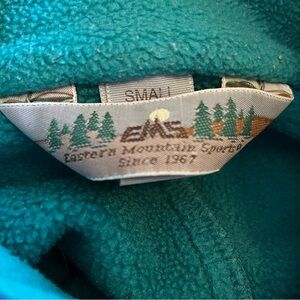 SMALL
EMS
Eastern Mountain Sports®
Since 1967